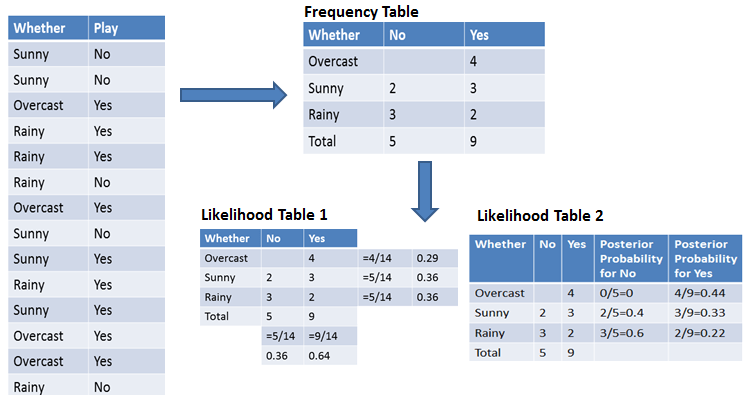 Whether Play
Sunny No
Sunny No
Overcast Yes
Rainy Yes
Rainy Yes
Rainy No
Overcast Yes
Sunny No
Sunny Yes
Rainy Yes
Sunny Yes
Overcast Yes
Overcast Yes
Rainy No
Frequency Table
Whether No Yes
Overcast 4
Sunny 2 3
Rainy 3 2
Total 5 9
Likelihood Table 1
Whether No Yes
Overcast 4 =4/14 0.29
Sunny 2 3 =5/14 0.36
Rainy 3 2 =5/14 0.36
Total 5 9
=5/14 =9/14
0.36 0.64
Likelihood Table 2
Whether No Yes Posterior Posterior
Probability Probability
for No for Yes
Overcast 4 0/5=0 4/9=0.44
Sunny 2 3 2/5=0.4 3/9=0.33
Rainy 3 2 3/5=0.6 2/9=0.22
Total 5 9